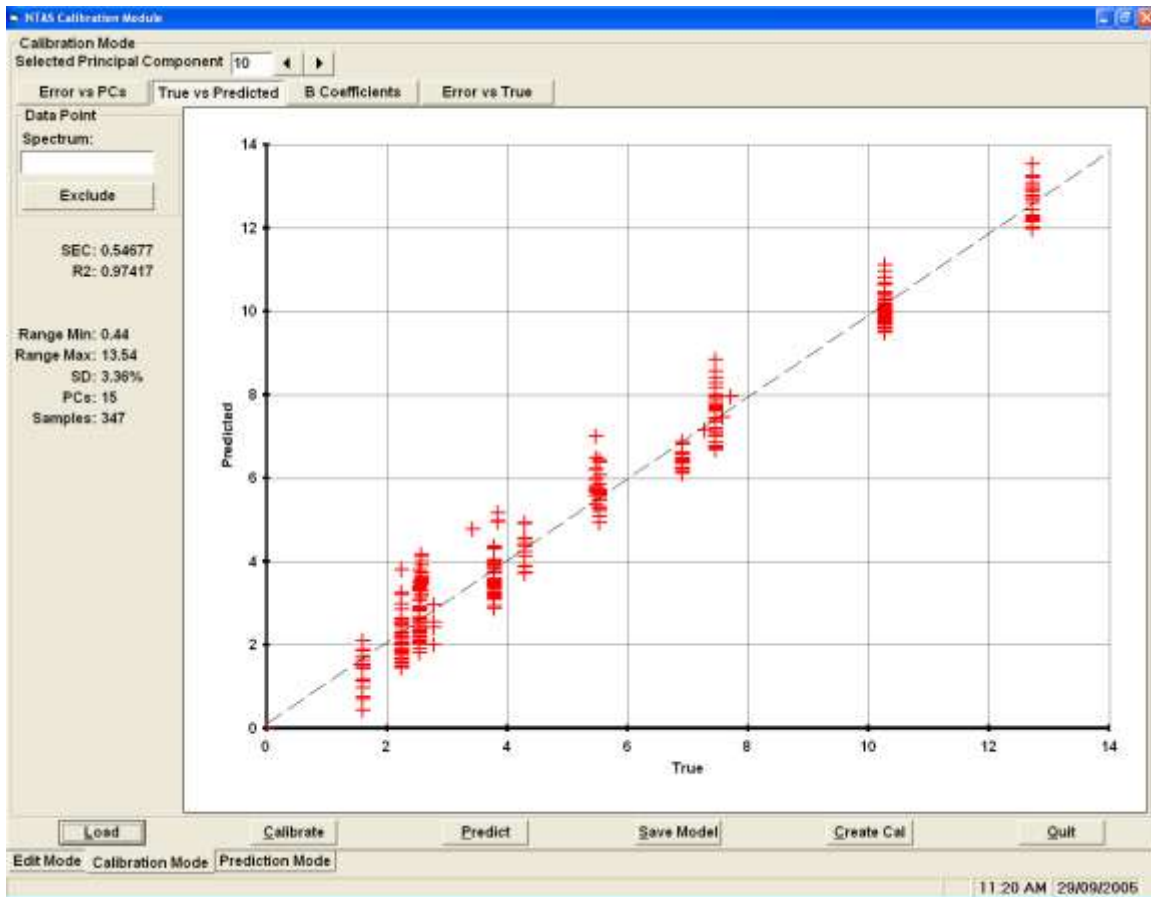 NTAS Calibration Module
Calibration Mode
Selected Principal Component 10
Error vs PCs True vs Predicted B Coefficients Error vs True
Data Point
Spectrum:
Exclude
SEC: 0.54677
R2: 0.97417
Range Min: 0.44
Range Max: 13.54
SD: 3.36%
PCs: 15
Samples: 347
14
12
10
8
6
4
2
0
Predicted
0 2 4 6 8 10 12 14
True
Load Calibrate Predict Save Model Create Cal Quit
Edit Mode Calibration Mode Prediction Mode
11:20 AM 29/09/2005